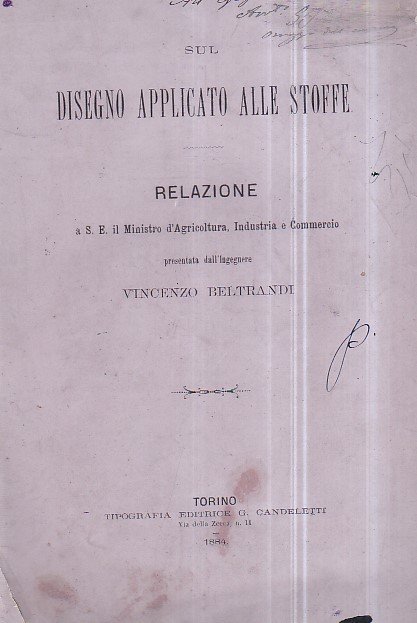 SUL
DISEGNO APPLICATO ALLE STOFFE
RELAZIONE
a S. E. il Ministro d'Agricoltura, Industria e Commercio
presentata dall'Ingegnere
VINCENZO BELTRANDI
TORINO
TIPOGRAFIA EDITRICE G. CANDELETTI
Via della Zecca, n. 11
1884